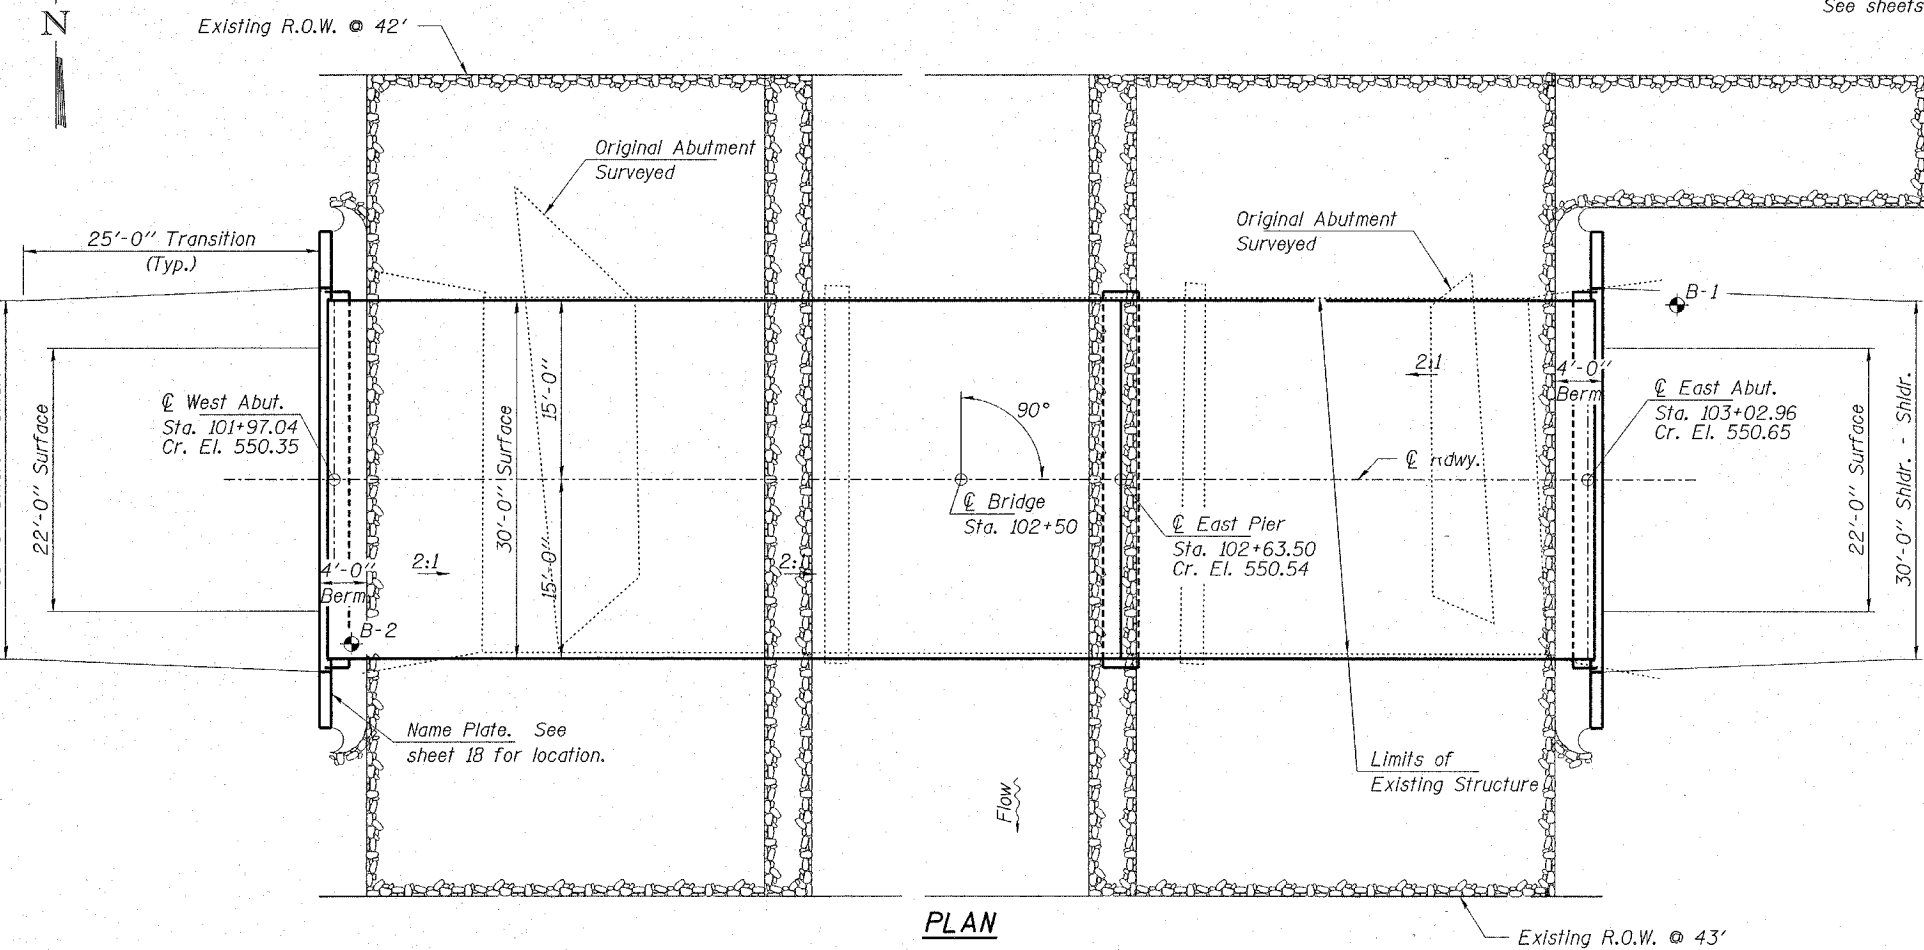 See sheets
N
Existing R.O.W. @ 42'
Original Abutment
Surveyed
Original Abutment
Surveyed
25'-0" Transition
(Typ.)
B-1
22'-0" Surface
℄ West Abut.
Sta. 101+97.04
Cr. El. 550.35
30'-0" Surface
15'-0"
15'-0"
90°
℄ Bridge
Sta. 102+50
℄ East Pier
Sta. 102+63.50
Cr. El. 550.54
℄ rdwy.
2:1
4'-0"
Berm
℄ East Abut.
Sta. 103+02.96
Cr. El. 550.65
22'-0" Surface
30'-0" Shldr. - Shldr.
4'-0"
Berm
2:1
2:1
B-2
Name Plate. See
sheet 18 for location.
Flow
Limits of
Existing Structure
PLAN
Existing R.O.W. @ 43'